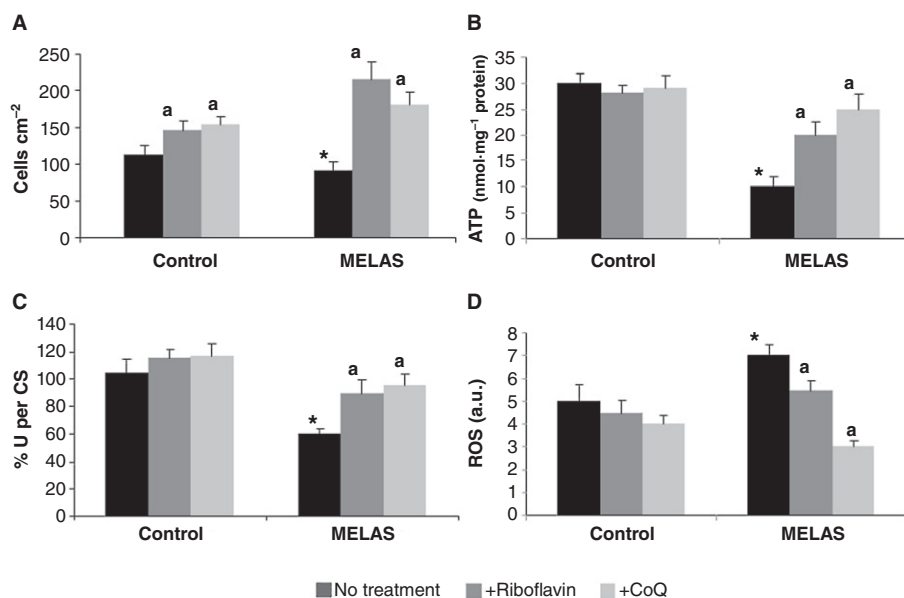 A
250
200
150
100
50
0
Cells cm⁻²
a
a
*
a
a
Control
MELAS
B
35
30
25
20
15
10
5
0
ATP (nmol·mg⁻¹ protein)
*
a
a
Control
MELAS
C
140
120
100
80
60
40
20
0
% U per CS
*
a
a
Control
MELAS
D
8
7
6
5
4
3
2
1
0
ROS (a.u.)
*
a
a
Control
MELAS
No treatment +Riboflavin +CoQ